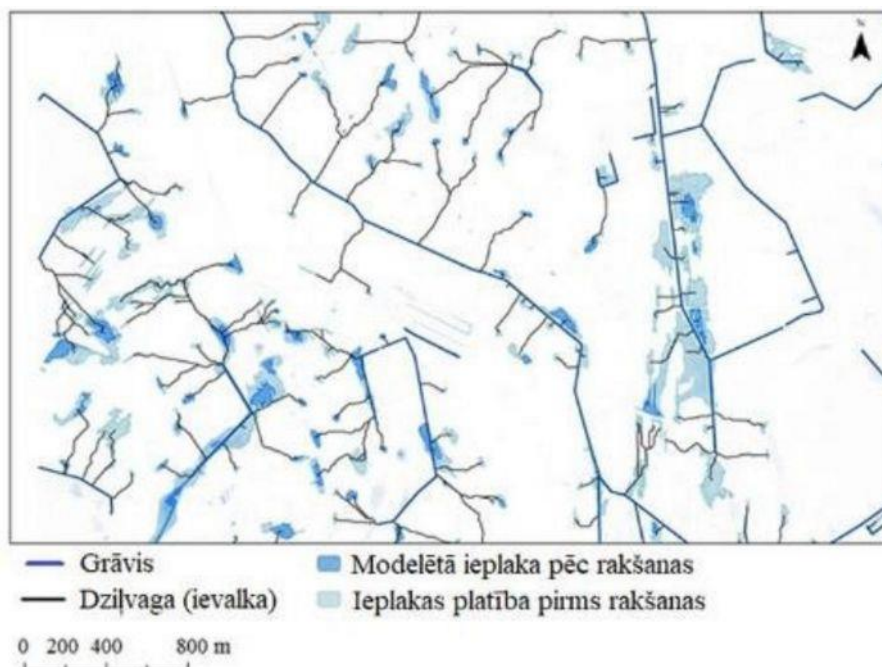 Grāvis
Modelētā ieplaka pēc rakšanas
Dziļvaga (ievalka)
Ieplakas platība pirms rakšanas
0 200 400 800 m